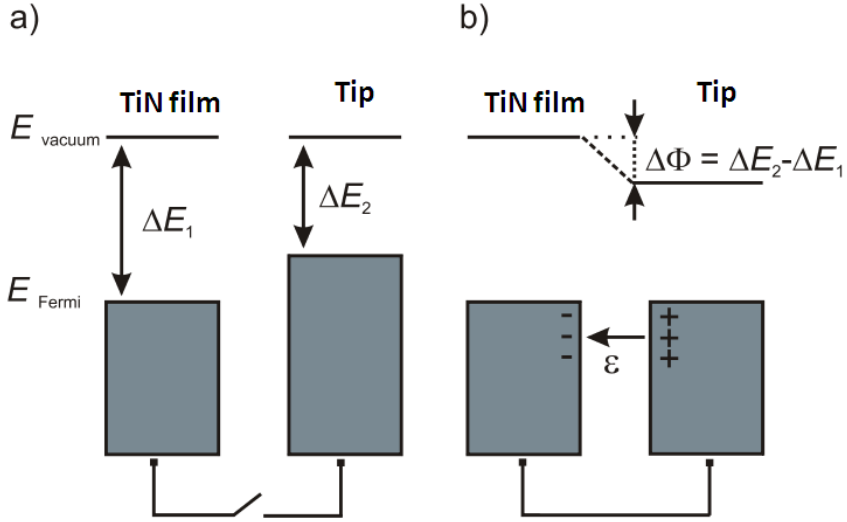 a)
TiN film
Tip
E vacuum
ΔE₁
ΔE₂
E Fermi
b)
TiN film
Tip
ΔΦ = ΔE₂-ΔE₁
- +
- +
- +
ε